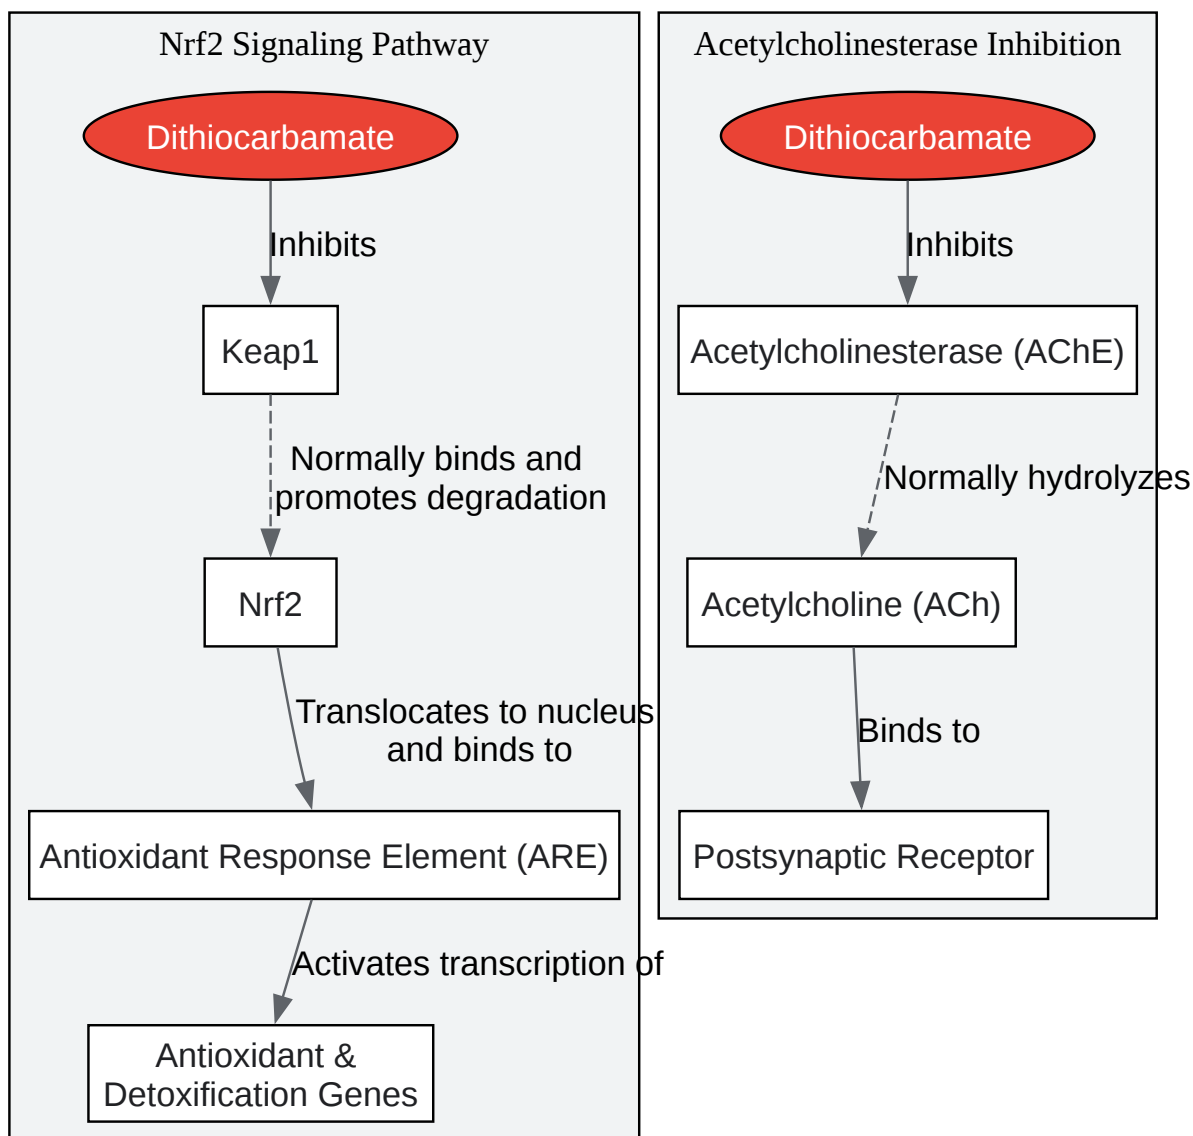 Nrf2 Signaling Pathway
Dithiocarbamate
Inhibits
Keap1
Normally binds and
promotes degradation
Nrf2
Translocates to nucleus
and binds to
Antioxidant Response Element (ARE)
Activates transcription of
Antioxidant &
Detoxification Genes
Acetylcholinesterase Inhibition
Dithiocarbamate
Inhibits
Acetylcholinesterase (AChE)
Normally hydrolyzes
Acetylcholine (ACh)
Binds to
Postsynaptic Receptor